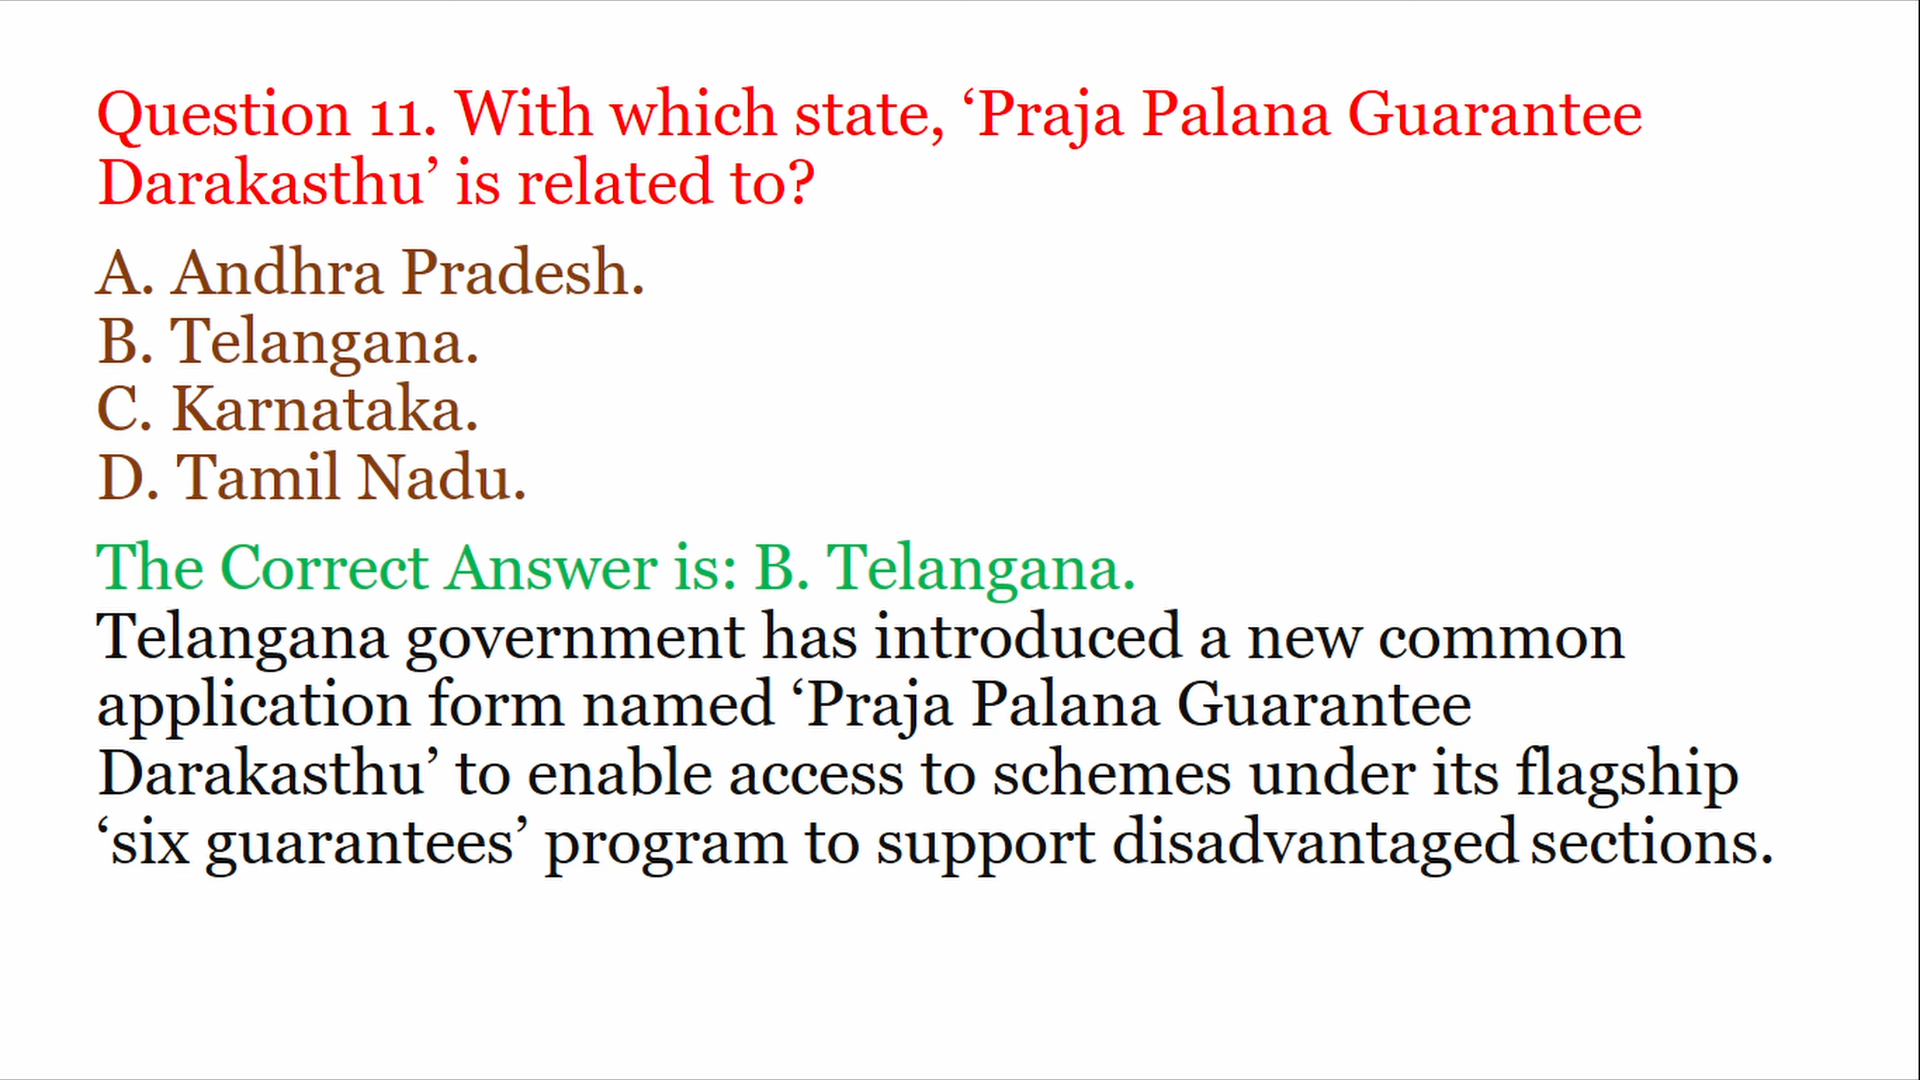 Question 11. With which state, ‘Praja Palana Guarantee
Darakasthu’ is related to?
A. Andhra Pradesh.
B. Telangana.
C. Karnataka.
D. Tamil Nadu.
The Correct Answer is: B. Telangana.
Telangana government has introduced a new common
application form named ‘Praja Palana Guarantee
Darakasthu’ to enable access to schemes under its flagship
‘six guarantees’ program to support disadvantaged sections.